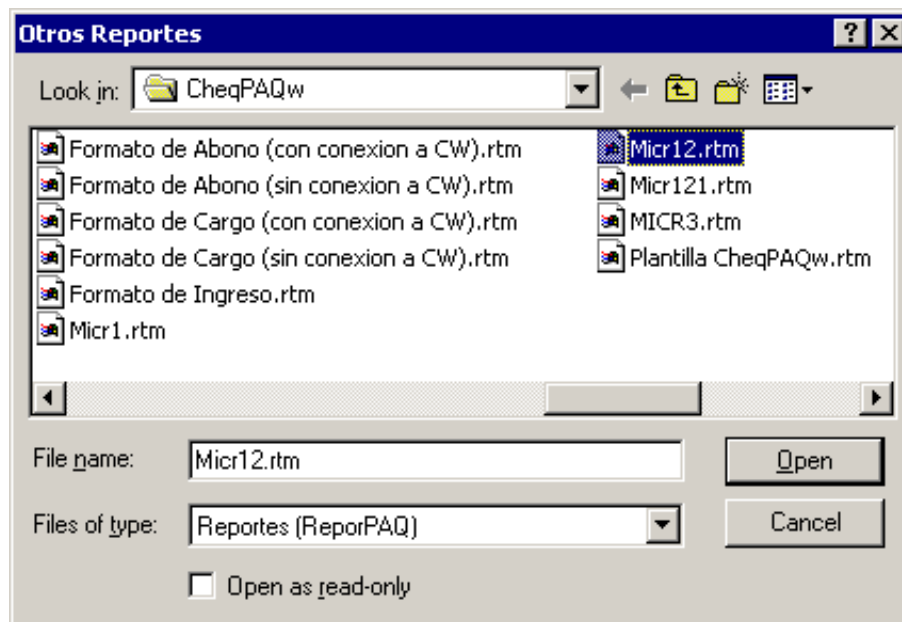 Otros Reportes
Look in: CheqPAQw
Formato de Abono (con conexion a CW).rtm
Formato de Abono (sin conexion a CW).rtm
Formato de Cargo (con conexion a CW).rtm
Formato de Cargo (sin conexion a CW).rtm
Formato de Ingreso.rtm
Micr1.rtm
Micr12.rtm
Micr121.rtm
MICR3.rtm
Plantilla CheqPAQw.rtm
File name: Micr12.rtm Open
Files of type: Reportes (ReporPAQ) Cancel
Open as read-only